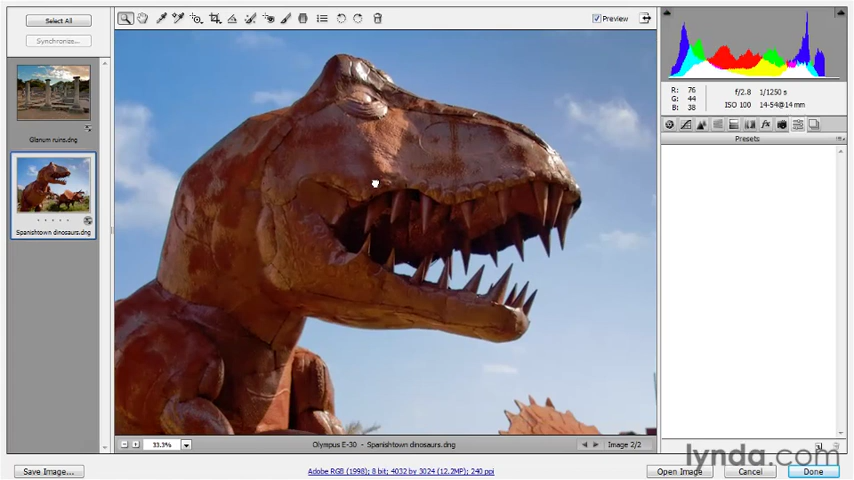 Select All
Synchronize...
Glanum ruins.dng
Spanishtown dinosaurs.dng
Preview
R: 76
G: 44
B: 38
f/2.8 1/1250 s
ISO 100 14-54@14 mm
fx
Presets
33.3%
Olympus E-30 - Spanishtown dinosaurs.dng
Image 2/2
lynda.com
Save Image...
Adobe RGB (1998); 8 bit; 4032 by 3024 (12.2MP); 240 ppi
Open Image
Cancel
Done